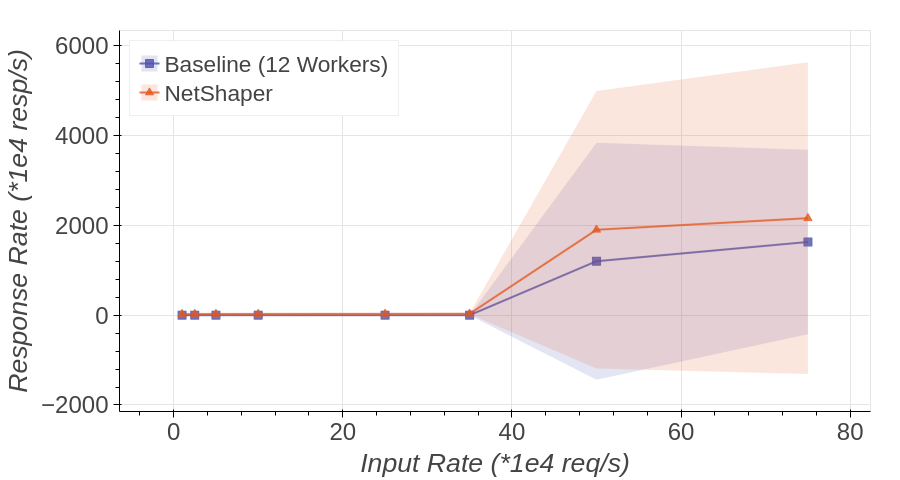 6000
4000
2000
0
−2000
Response Rate (*1e4 resp/s)
Baseline (12 Workers)
NetShaper
0
20
40
60
80
Input Rate (*1e4 req/s)